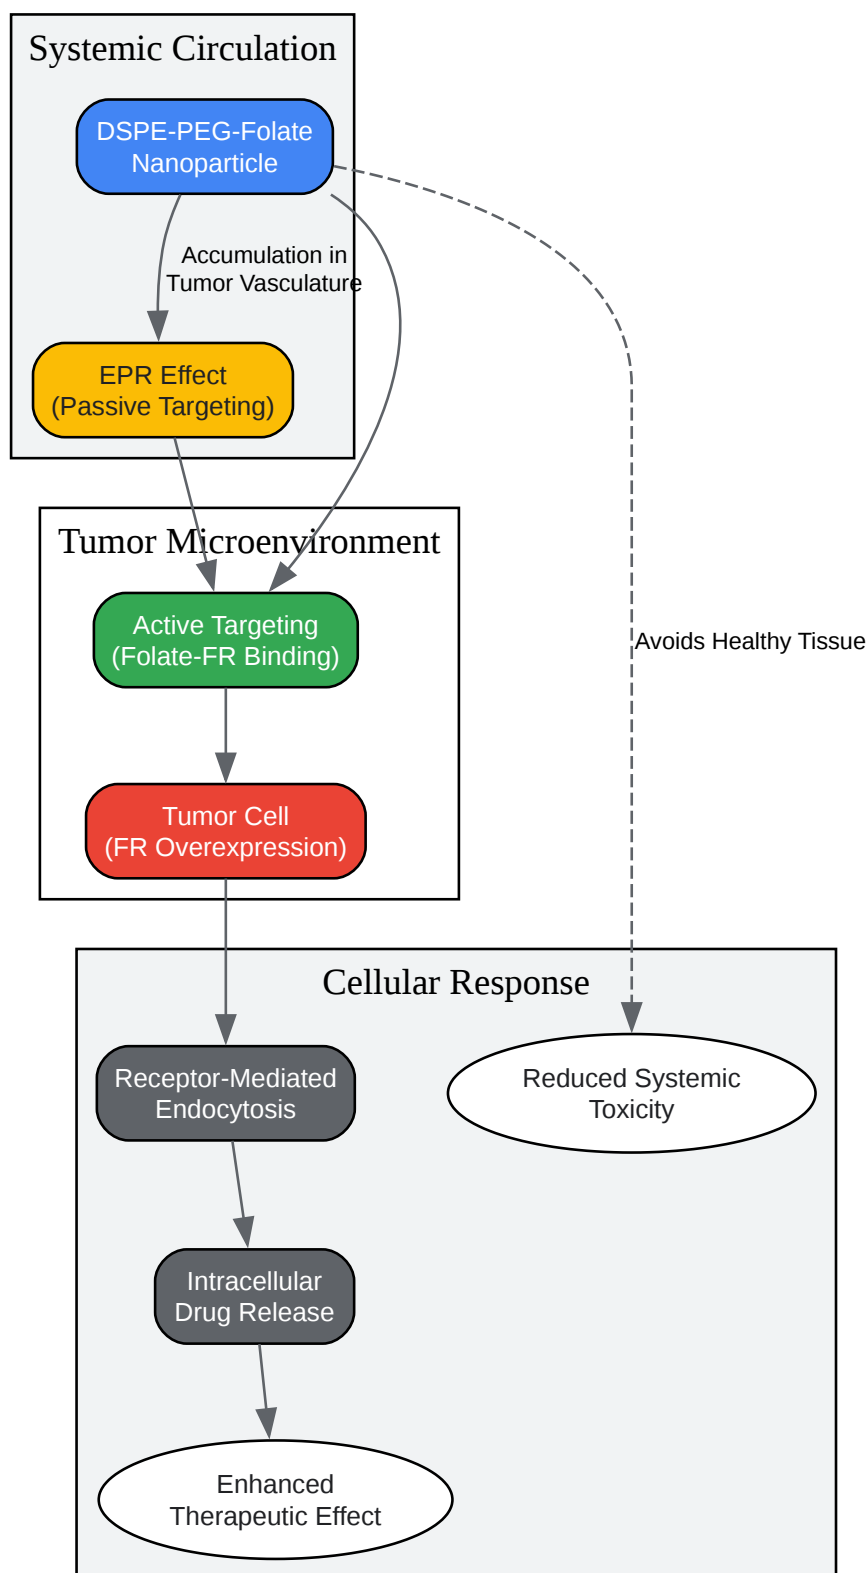 Systemic Circulation
DSPE-PEG-Folate
Nanoparticle
Accumulation in
Tumor Vasculature
EPR Effect
(Passive Targeting)
Tumor Microenvironment
Active Targeting
(Folate-FR Binding)
Avoids Healthy Tissue
Tumor Cell
(FR Overexpression)
Cellular Response
Receptor-Mediated
Endocytosis
Reduced Systemic
Toxicity
Intracellular
Drug Release
Enhanced
Therapeutic Effect